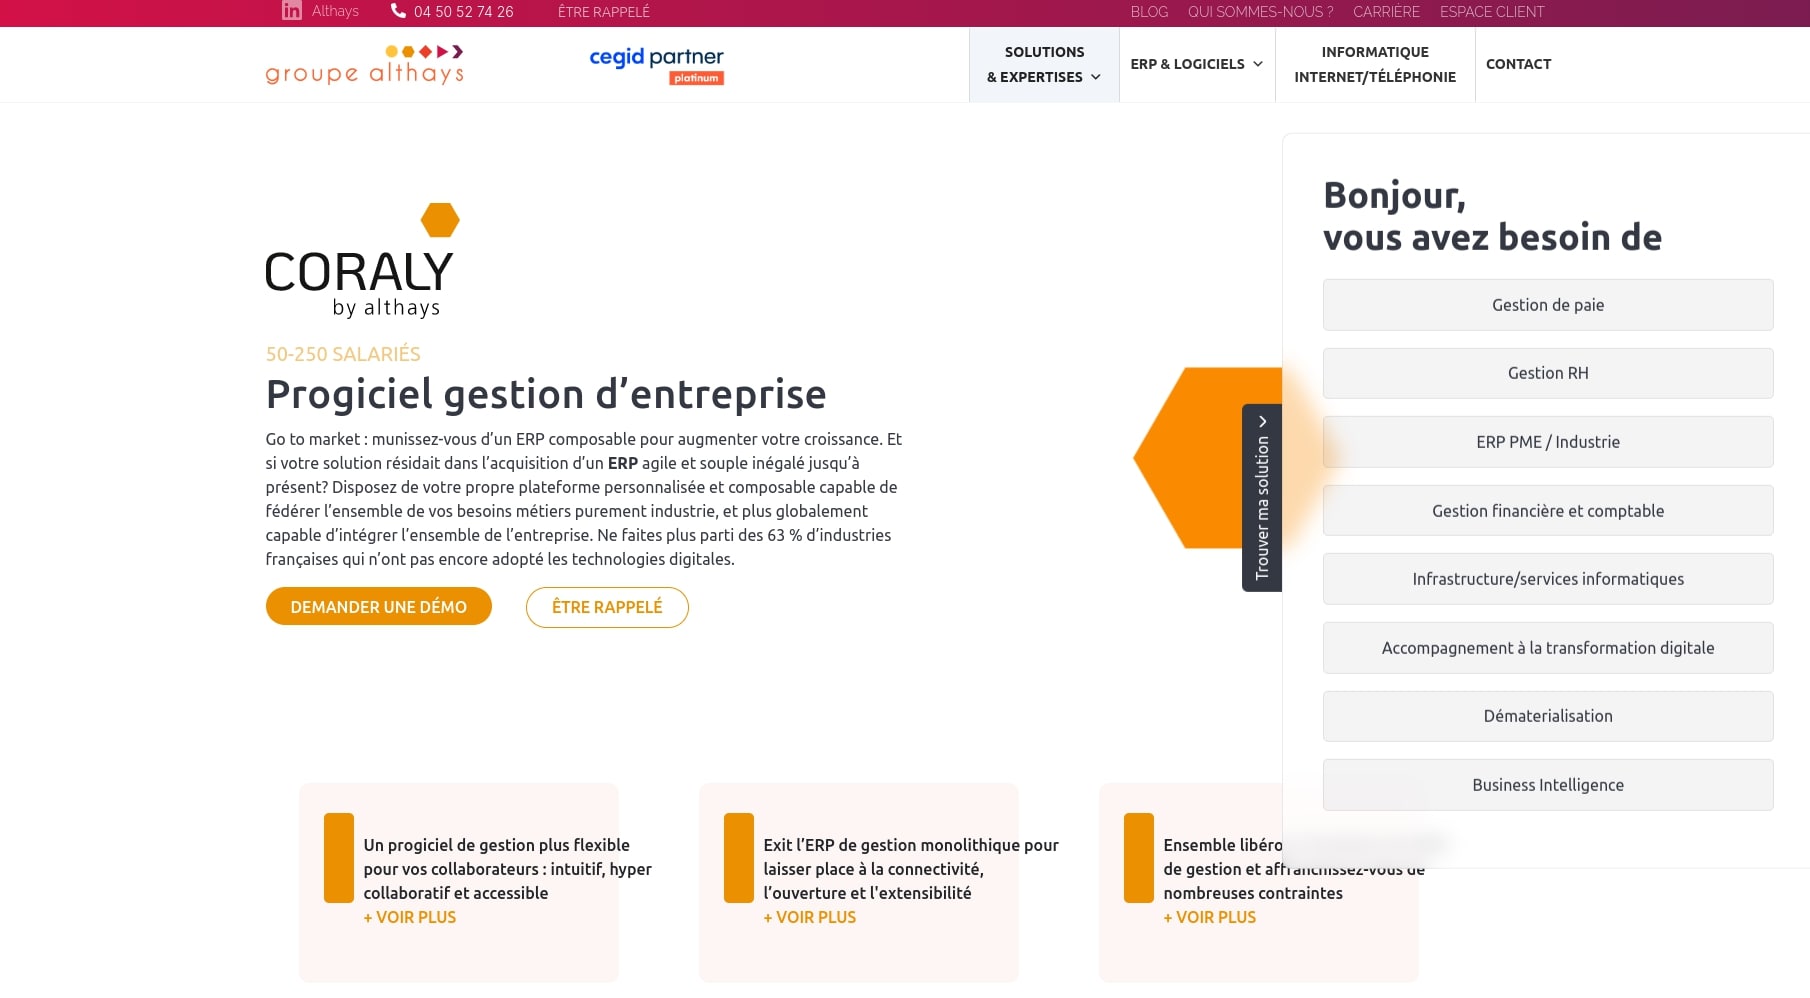 Althays
04 50 52 74 26
ÊTRE RAPPELÉ
BLOG
QUI SOMMES-NOUS ?
CARRIÈRE
ESPACE CLIENT
groupe althays
cegid partner
platinum
SOLUTIONS
& EXPERTISES
ERP & LOGICIELS
INFORMATIQUE
INTERNET/TÉLÉPHONIE
CONTACT
CORALY
by althays
50-250 SALARIÉS
Progiciel gestion d’entreprise
Go to market : munissez-vous d’un ERP composable pour augmenter votre croissance. Et
si votre solution résidait dans l’acquisition d’un ERP agile et souple inégalé jusqu’à
présent? Disposez de votre propre plateforme personnalisée et composable capable de
fédérer l’ensemble de vos besoins métiers purement industrie, et plus globalement
capable d’intégrer l’ensemble de l’entreprise. Ne faites plus parti des 63 % d’industries
françaises qui n’ont pas encore adopté les technologies digitales.
DEMANDER UNE DÉMO
ÊTRE RAPPELÉ
Trouver ma solution
Bonjour,
vous avez besoin de
Gestion de paie
Gestion RH
ERP PME / Industrie
Gestion financière et comptable
Infrastructure/services informatiques
Accompagnement à la transformation digitale
Dématerialisation
Business Intelligence
Un progiciel de gestion plus flexible
pour vos collaborateurs : intuitif, hyper
collaboratif et accessible
+ VOIR PLUS
Exit l’ERP de gestion monolithique pour
laisser place à la connectivité,
l’ouverture et l'extensibilité
+ VOIR PLUS
Ensemble libéro
de gestion et affranchissez-vous de
nombreuses contraintes
+ VOIR PLUS